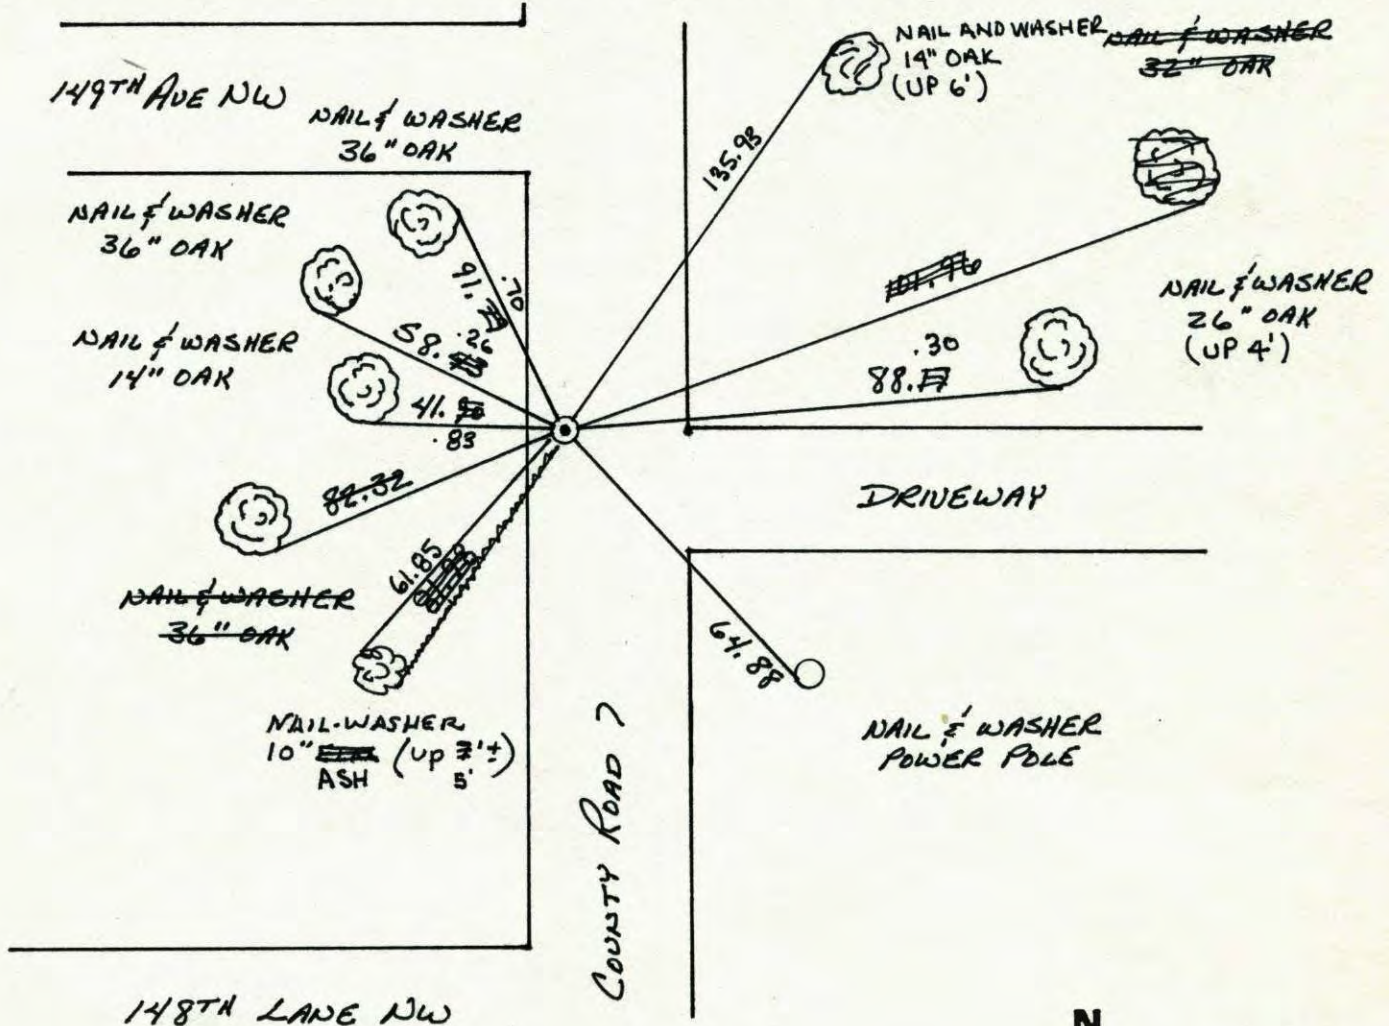 149TH AVE NW
NAIL & WASHER
36" OAK
NAIL AND WASHER
14" OAK
(UP 6')
NAIL & WASHER
32" OAK
NAIL & WASHER
36" OAK
135.93
91.
.70
58.43
.26
101.96
NAIL & WASHER
26" OAK
(UP 4')
NAIL & WASHER
14" OAK
.30
88.
41.
.83
82.32
DRIVEWAY
NAIL & WASHER
36" OAK
61.85
64.88
NAIL-WASHER
10" (UP '±)
ASH 5'
NAIL & WASHER
POWER POLE
COUNTY ROAD 7
148TH LANE NW
N